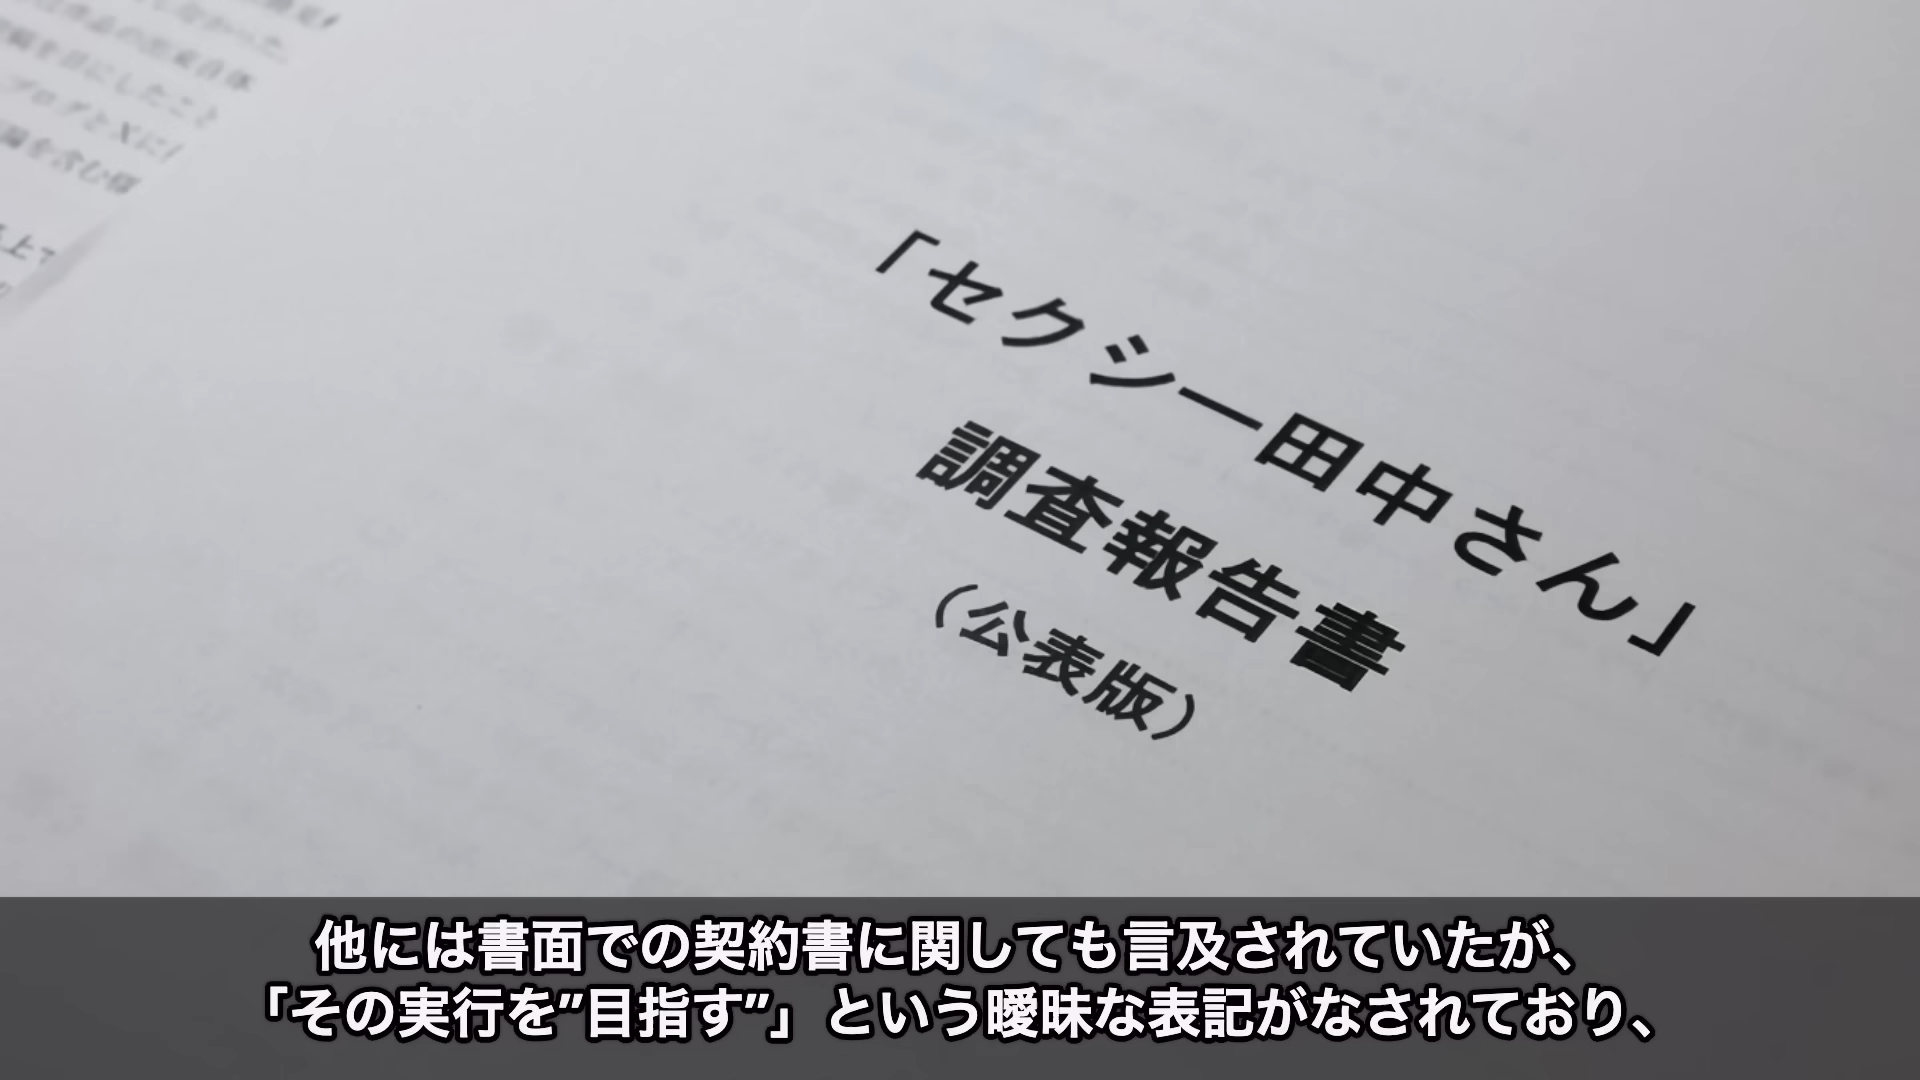 「セクシー田中さん」
調査報告書
（公表版）
他には書面での契約書に関しても言及されていたが、
「その実行を”目指す”」という曖昧な表記がなされており、